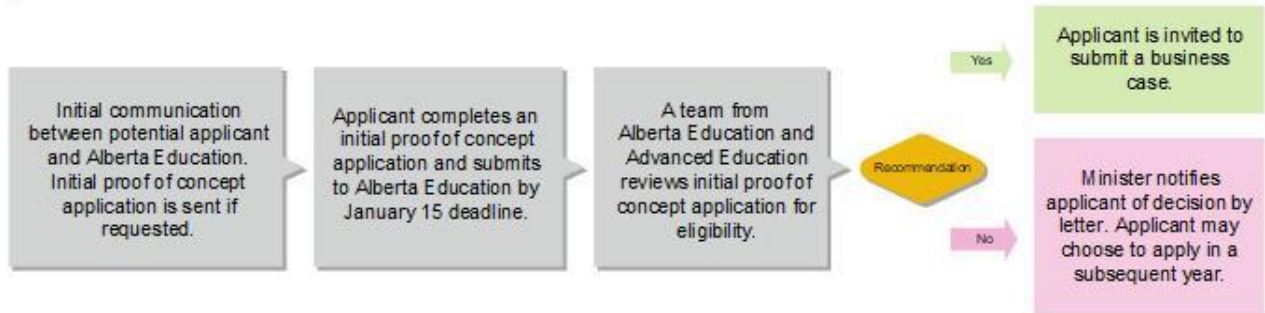 Initial communication
between potential applicant
and Alberta Education.
Initial proof of concept
application is sent if
requested.
Applicant completes an
initial proof of concept
application and submits
to Alberta Education by
January 15 deadline.
A team from
Alberta Education and
Advanced Education
reviews initial proof of
concept application for
eligibility.
Recommendation
Yes
Applicant is invited to
submit a business
case.
No
Minister notifies
applicant of decision by
letter. Applicant may
choose to apply in a
subsequent year.